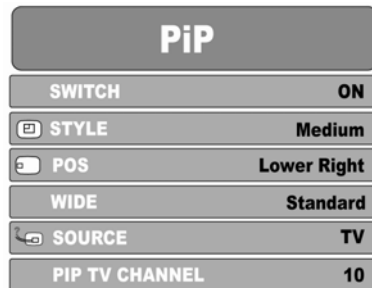 PiP
SWITCH ON
STYLE Medium
POS Lower Right
WIDE Standard
SOURCE TV
PIP TV CHANNEL 10